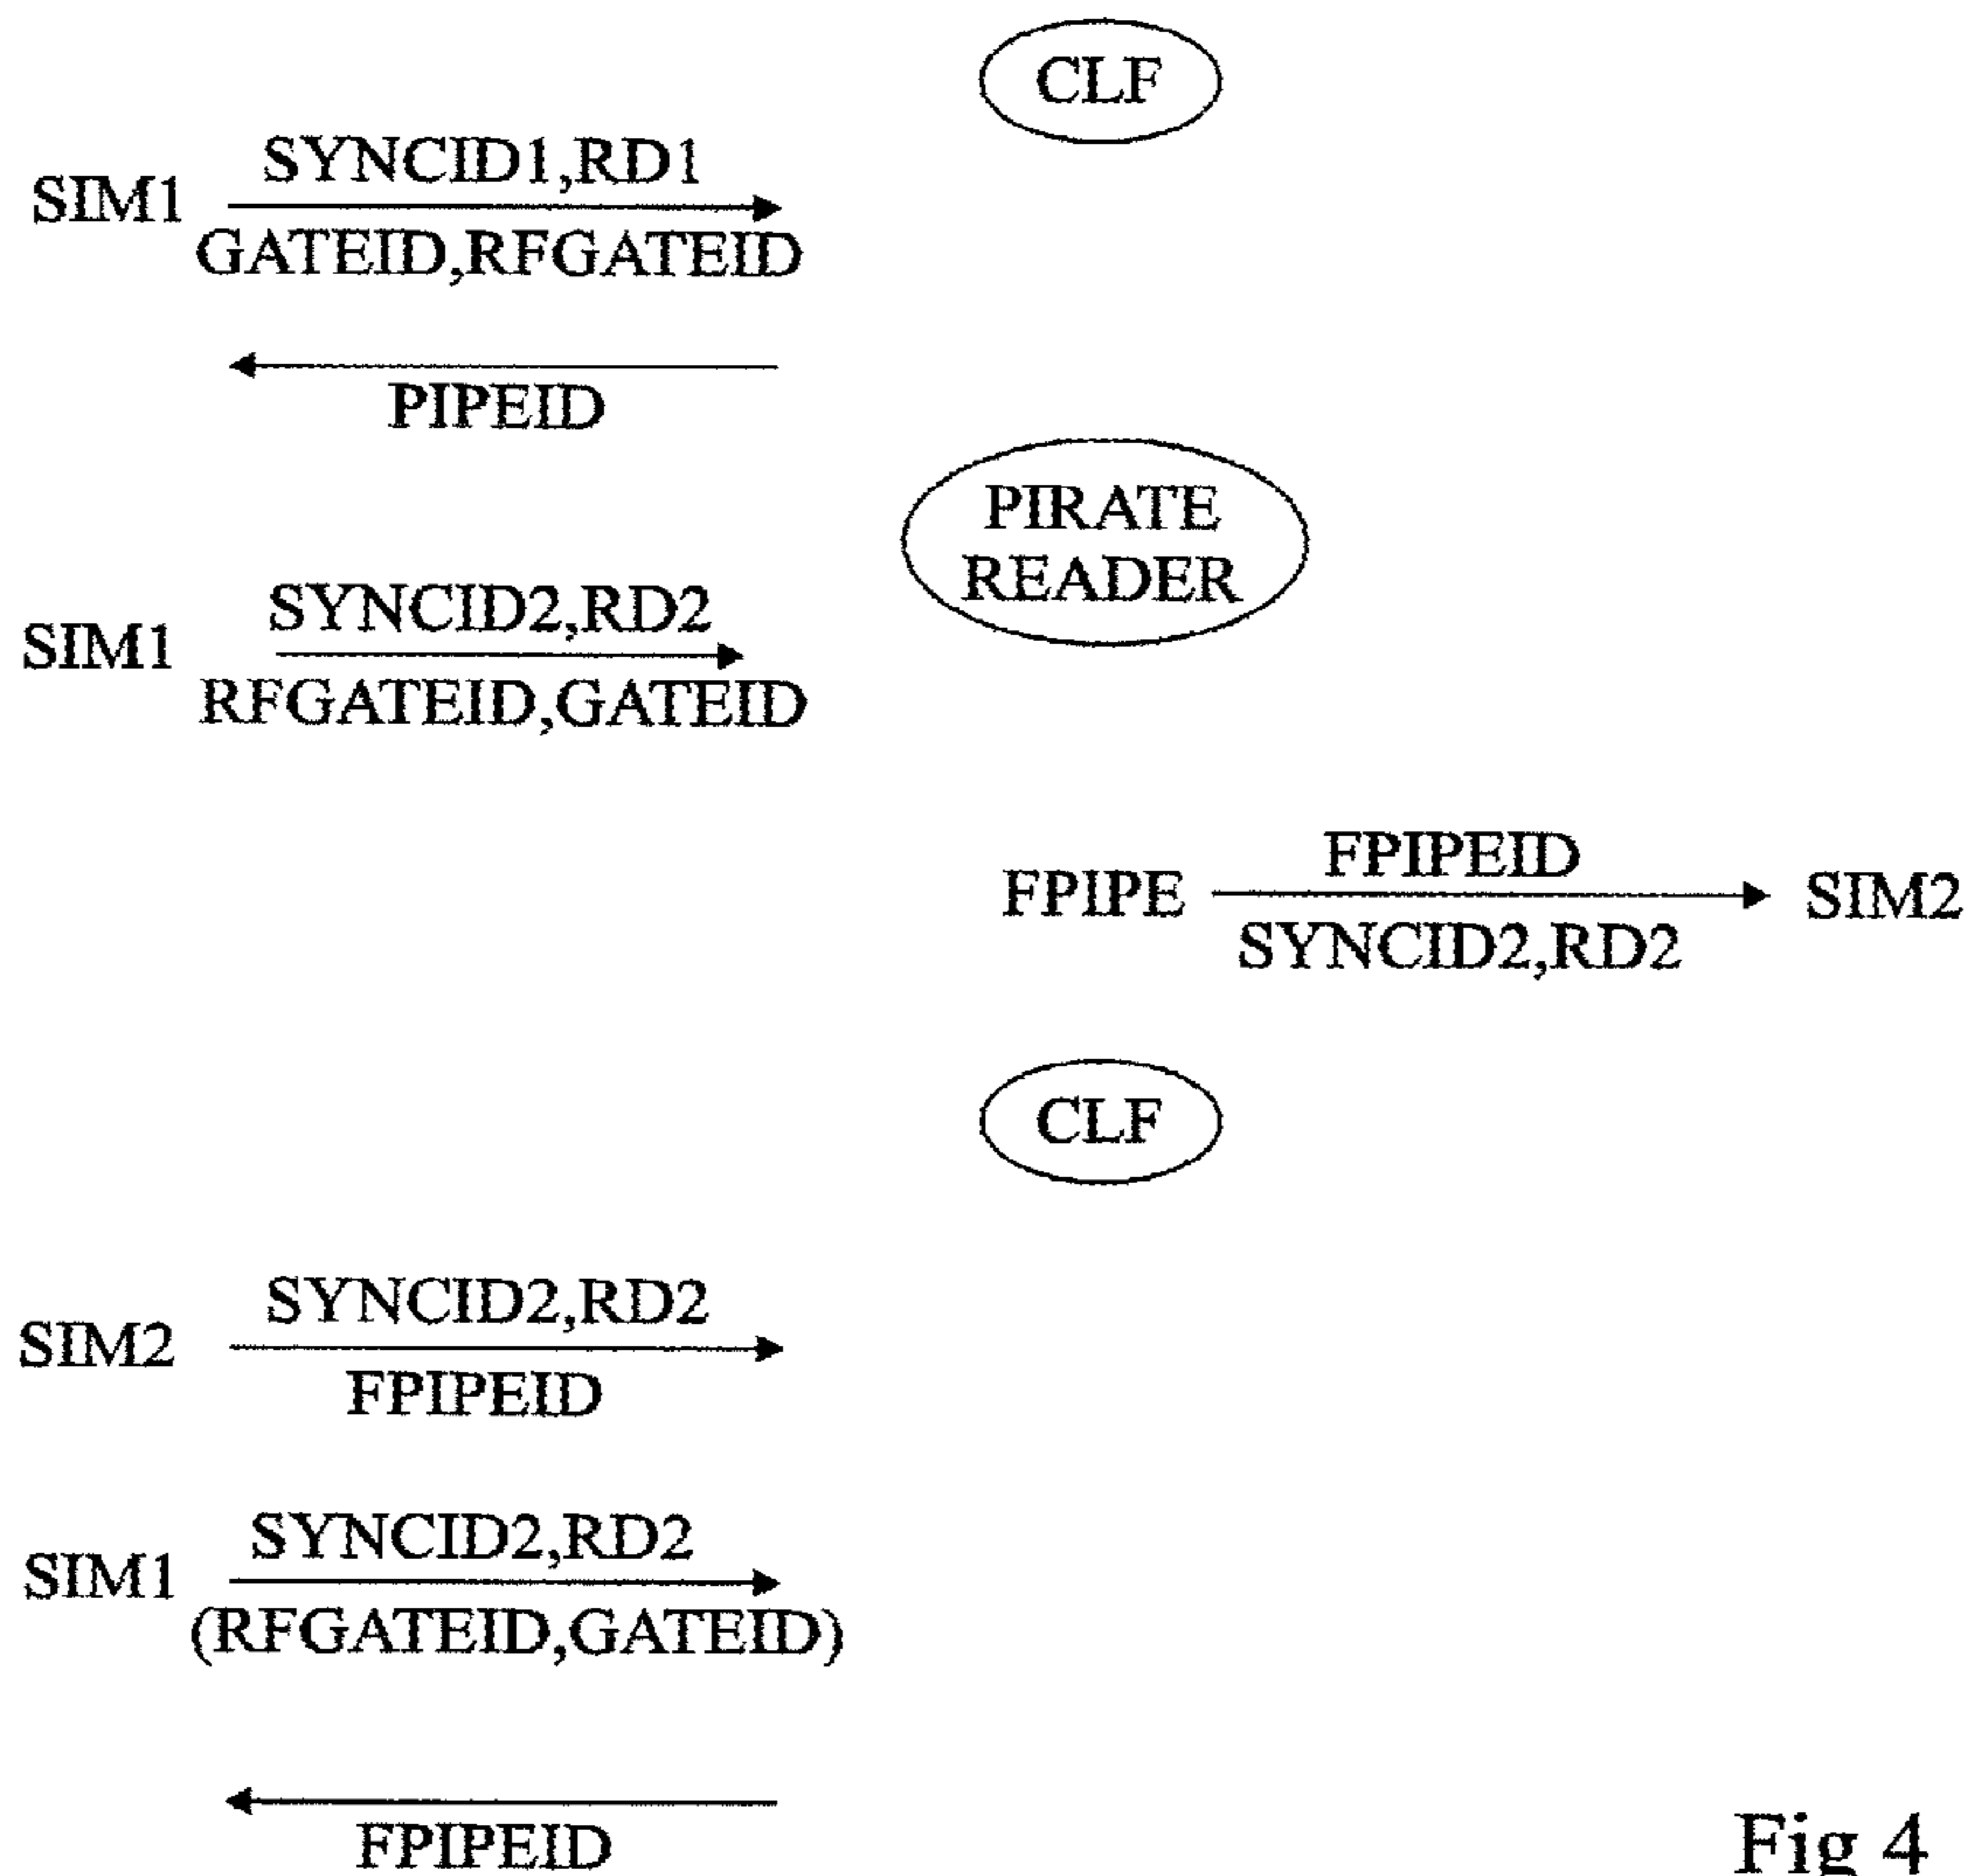 CLF
SYNCID1,RD1
SIM1
GATEID,RFGATEID
PIPEID
PIRATE
READER
SYNCID2,RD2
SIM1
RFGATEID,GATEID
FPIPEID
FPIPE
SIM2
SYNCID2,RD2
CLF
SYNCID2,RD2
SIM2
FPIPEID
SYNCID2,RD2
SIM1
(RFGATEID,GATEID)
FPIPEID
Fig 4